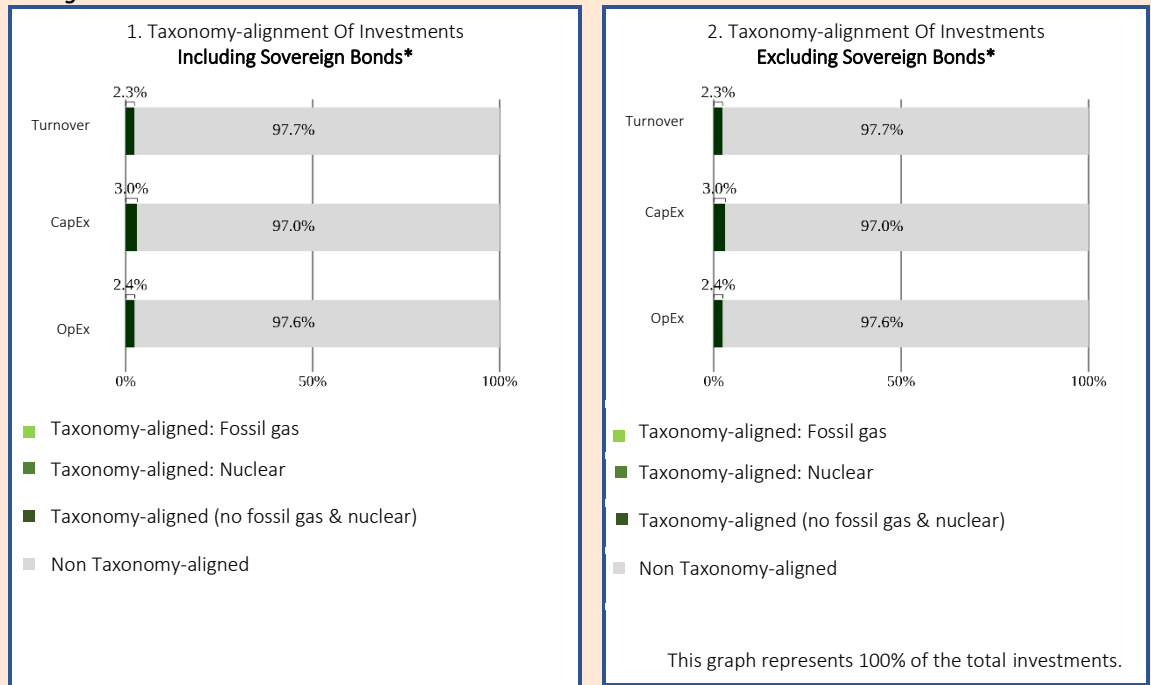 1. Taxonomy-alignment Of Investments
Including Sovereign Bonds*
2.3%
Turnover
97.7%
3.0%
CapEx
97.0%
2.4%
OpEx
97.6%
0%
50%
100%
Taxonomy-aligned: Fossil gas
Taxonomy-aligned: Nuclear
Taxonomy-aligned (no fossil gas & nuclear)
Non Taxonomy-aligned
2. Taxonomy-alignment Of Investments
Excluding Sovereign Bonds*
2.3%
Turnover
97.7%
3.0%
CapEx
97.0%
2.4%
OpEx
97.6%
0%
50%
100%
Taxonomy-aligned: Fossil gas
Taxonomy-aligned: Nuclear
Taxonomy-aligned (no fossil gas & nuclear)
Non Taxonomy-aligned
This graph represents 100% of the total investments.